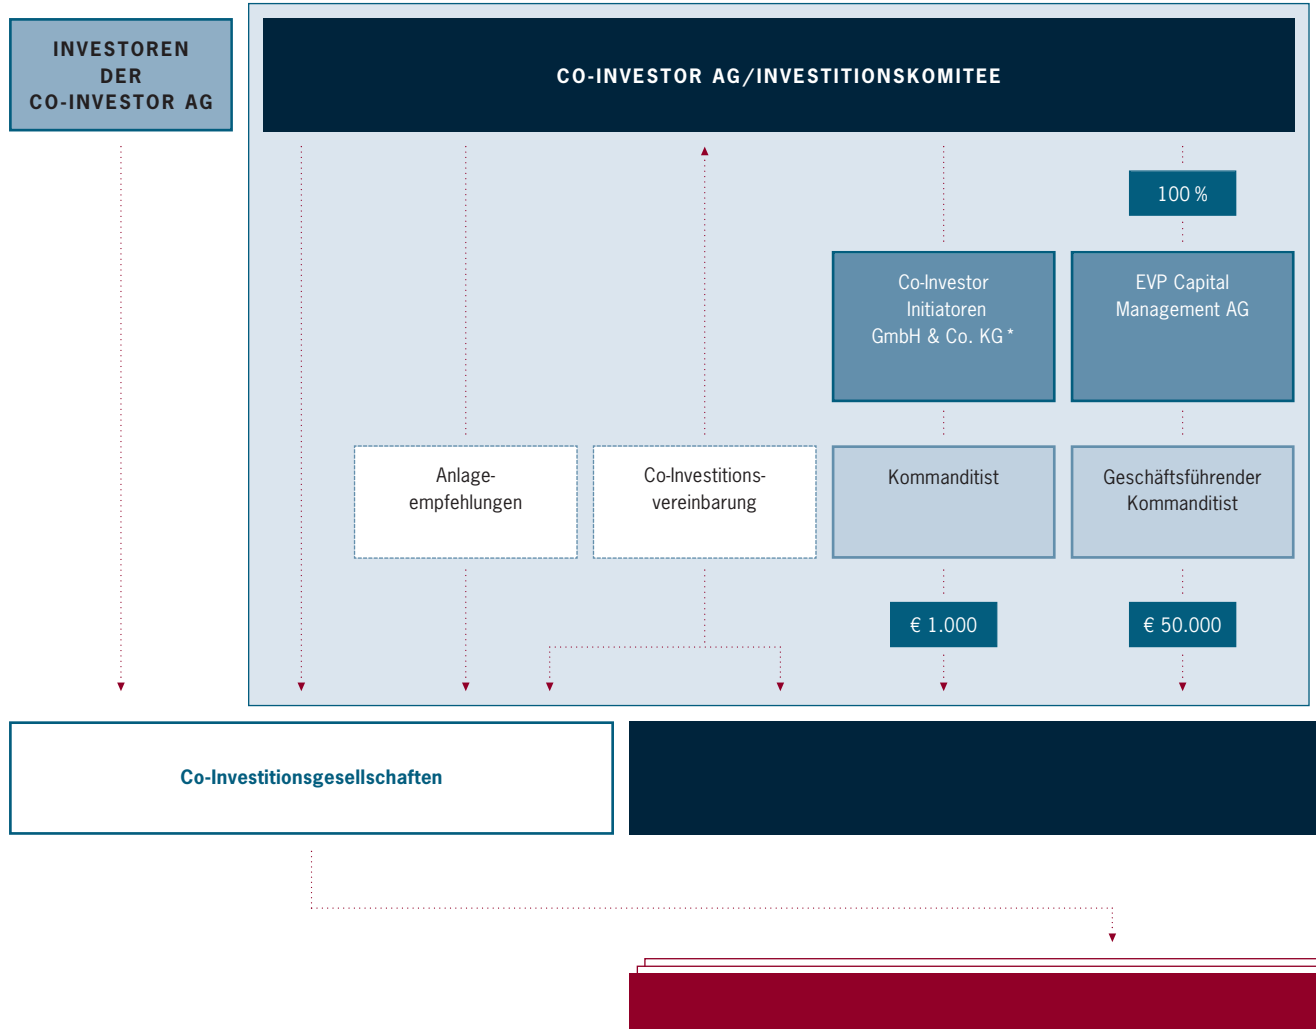 INVESTOREN
DER
CO-INVESTOR AG
CO-INVESTOR AG/INVESTITIONSKOMITEE
100 %
Co-Investor
Initiatoren
GmbH & Co. KG *
EVP Capital
Management AG
Anlage-
empfehlungen
Co-Investitions-
vereinbarung
Kommanditist
Geschäftsführender
Kommanditist
€ 1.000
€ 50.000
Co-Investitionsgesellschaften